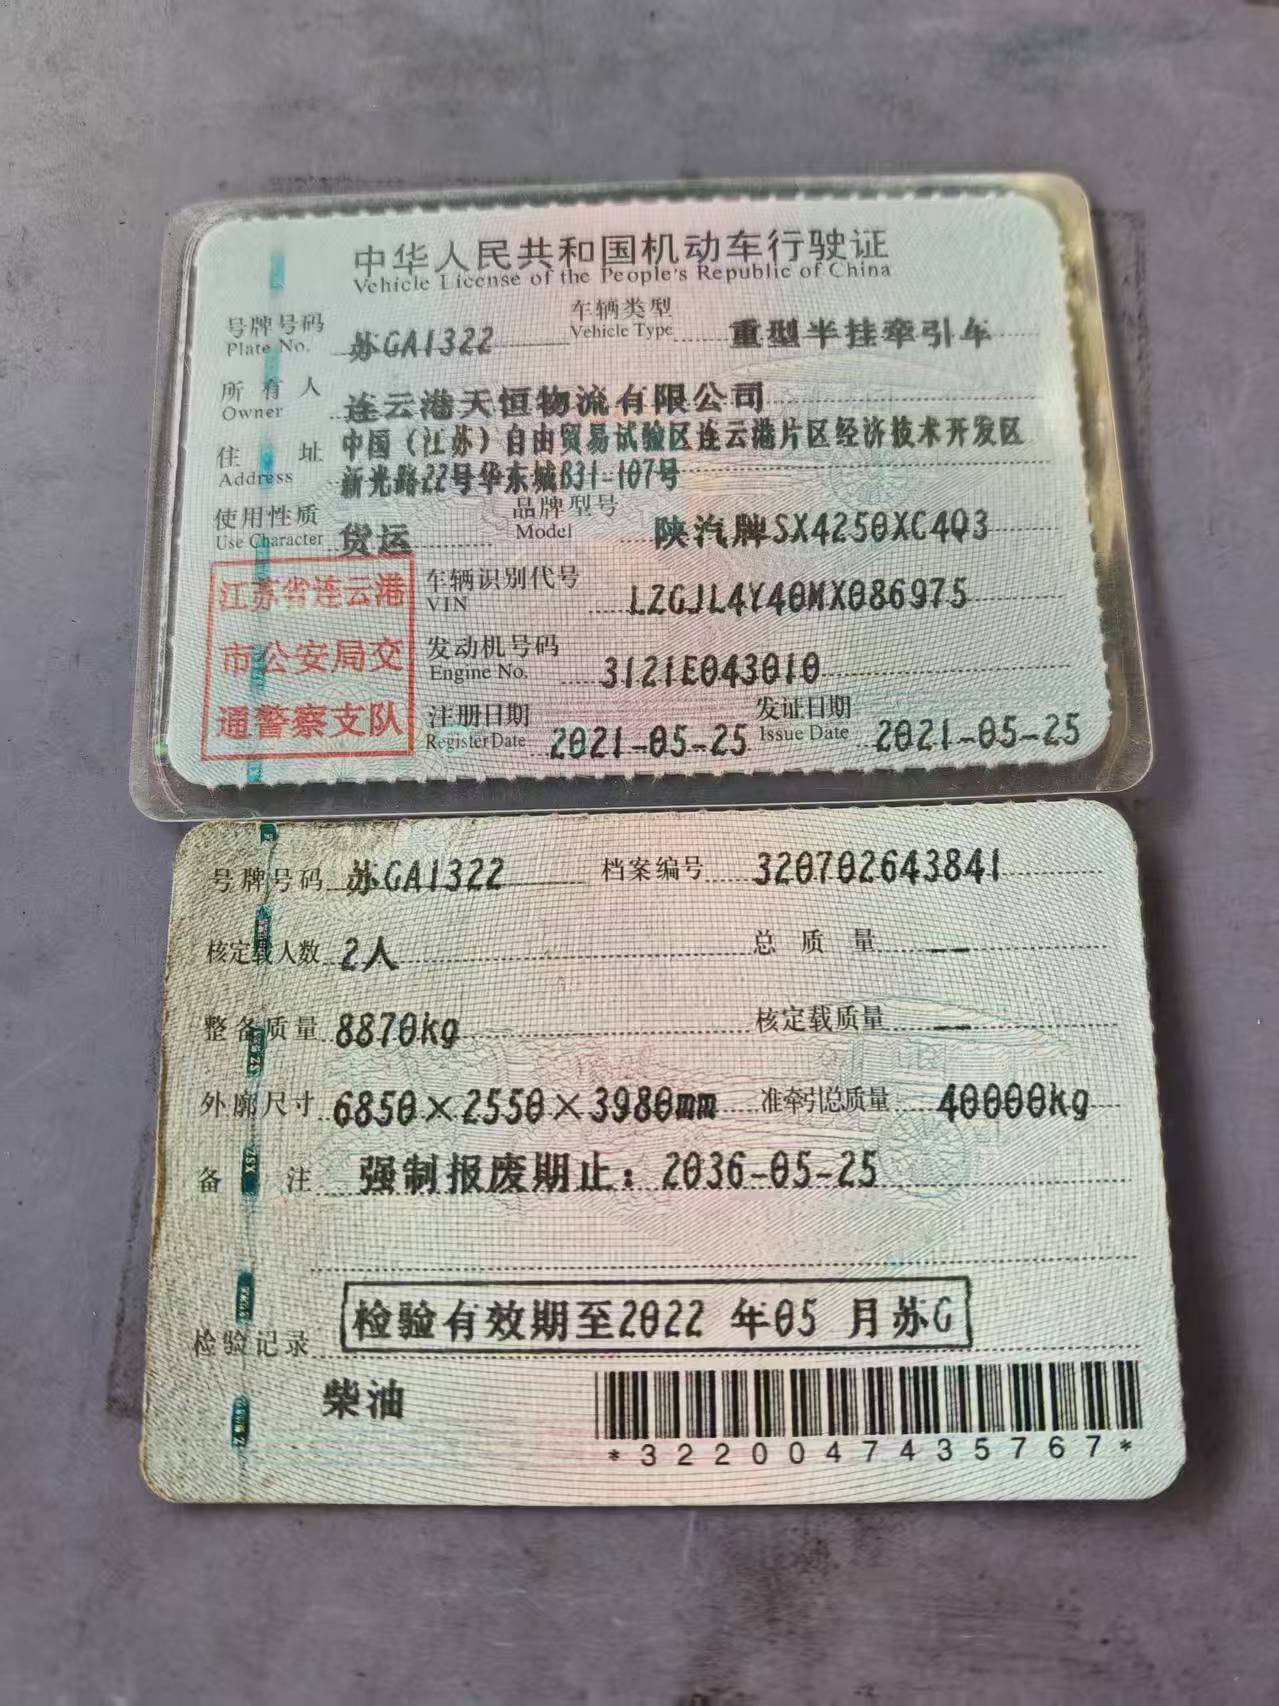 中华人民共和国机动车行驶证
Vehicle License of the People's Republic of China
号牌号码 苏GA1322 车辆类型 重型半挂牵引车
Plate No. Vehicle Type
所有人 连云港天恒物流有限公司
Owner
住址 中国（江苏）自由贸易试验区连云港片区经济技术开发区
Address 新光路22号华东城B31-107号
使用性质 货运 品牌型号 陕汽牌SX4250XC4Q3
Use Character Model
江苏省连云港
市公安局交
通警察支队
车辆识别代号 LZGJL4Y40MX086975
VIN
发动机号码 3121E043010
Engine No.
注册日期 2021-05-25 发证日期 2021-05-25
Register Date Issue Date
号牌号码 苏GA1322 档案编号 320702643841
核定载人数 2人 总质量 --
整备质量 8870kg 核定载质量 --
外廓尺寸 6850×2550×3980mm 准牵引总质量 40000kg
备注 强制报废期止：2036-05-25
检验记录 检验有效期至2022 年05 月苏G
柴油
*3220047435767*